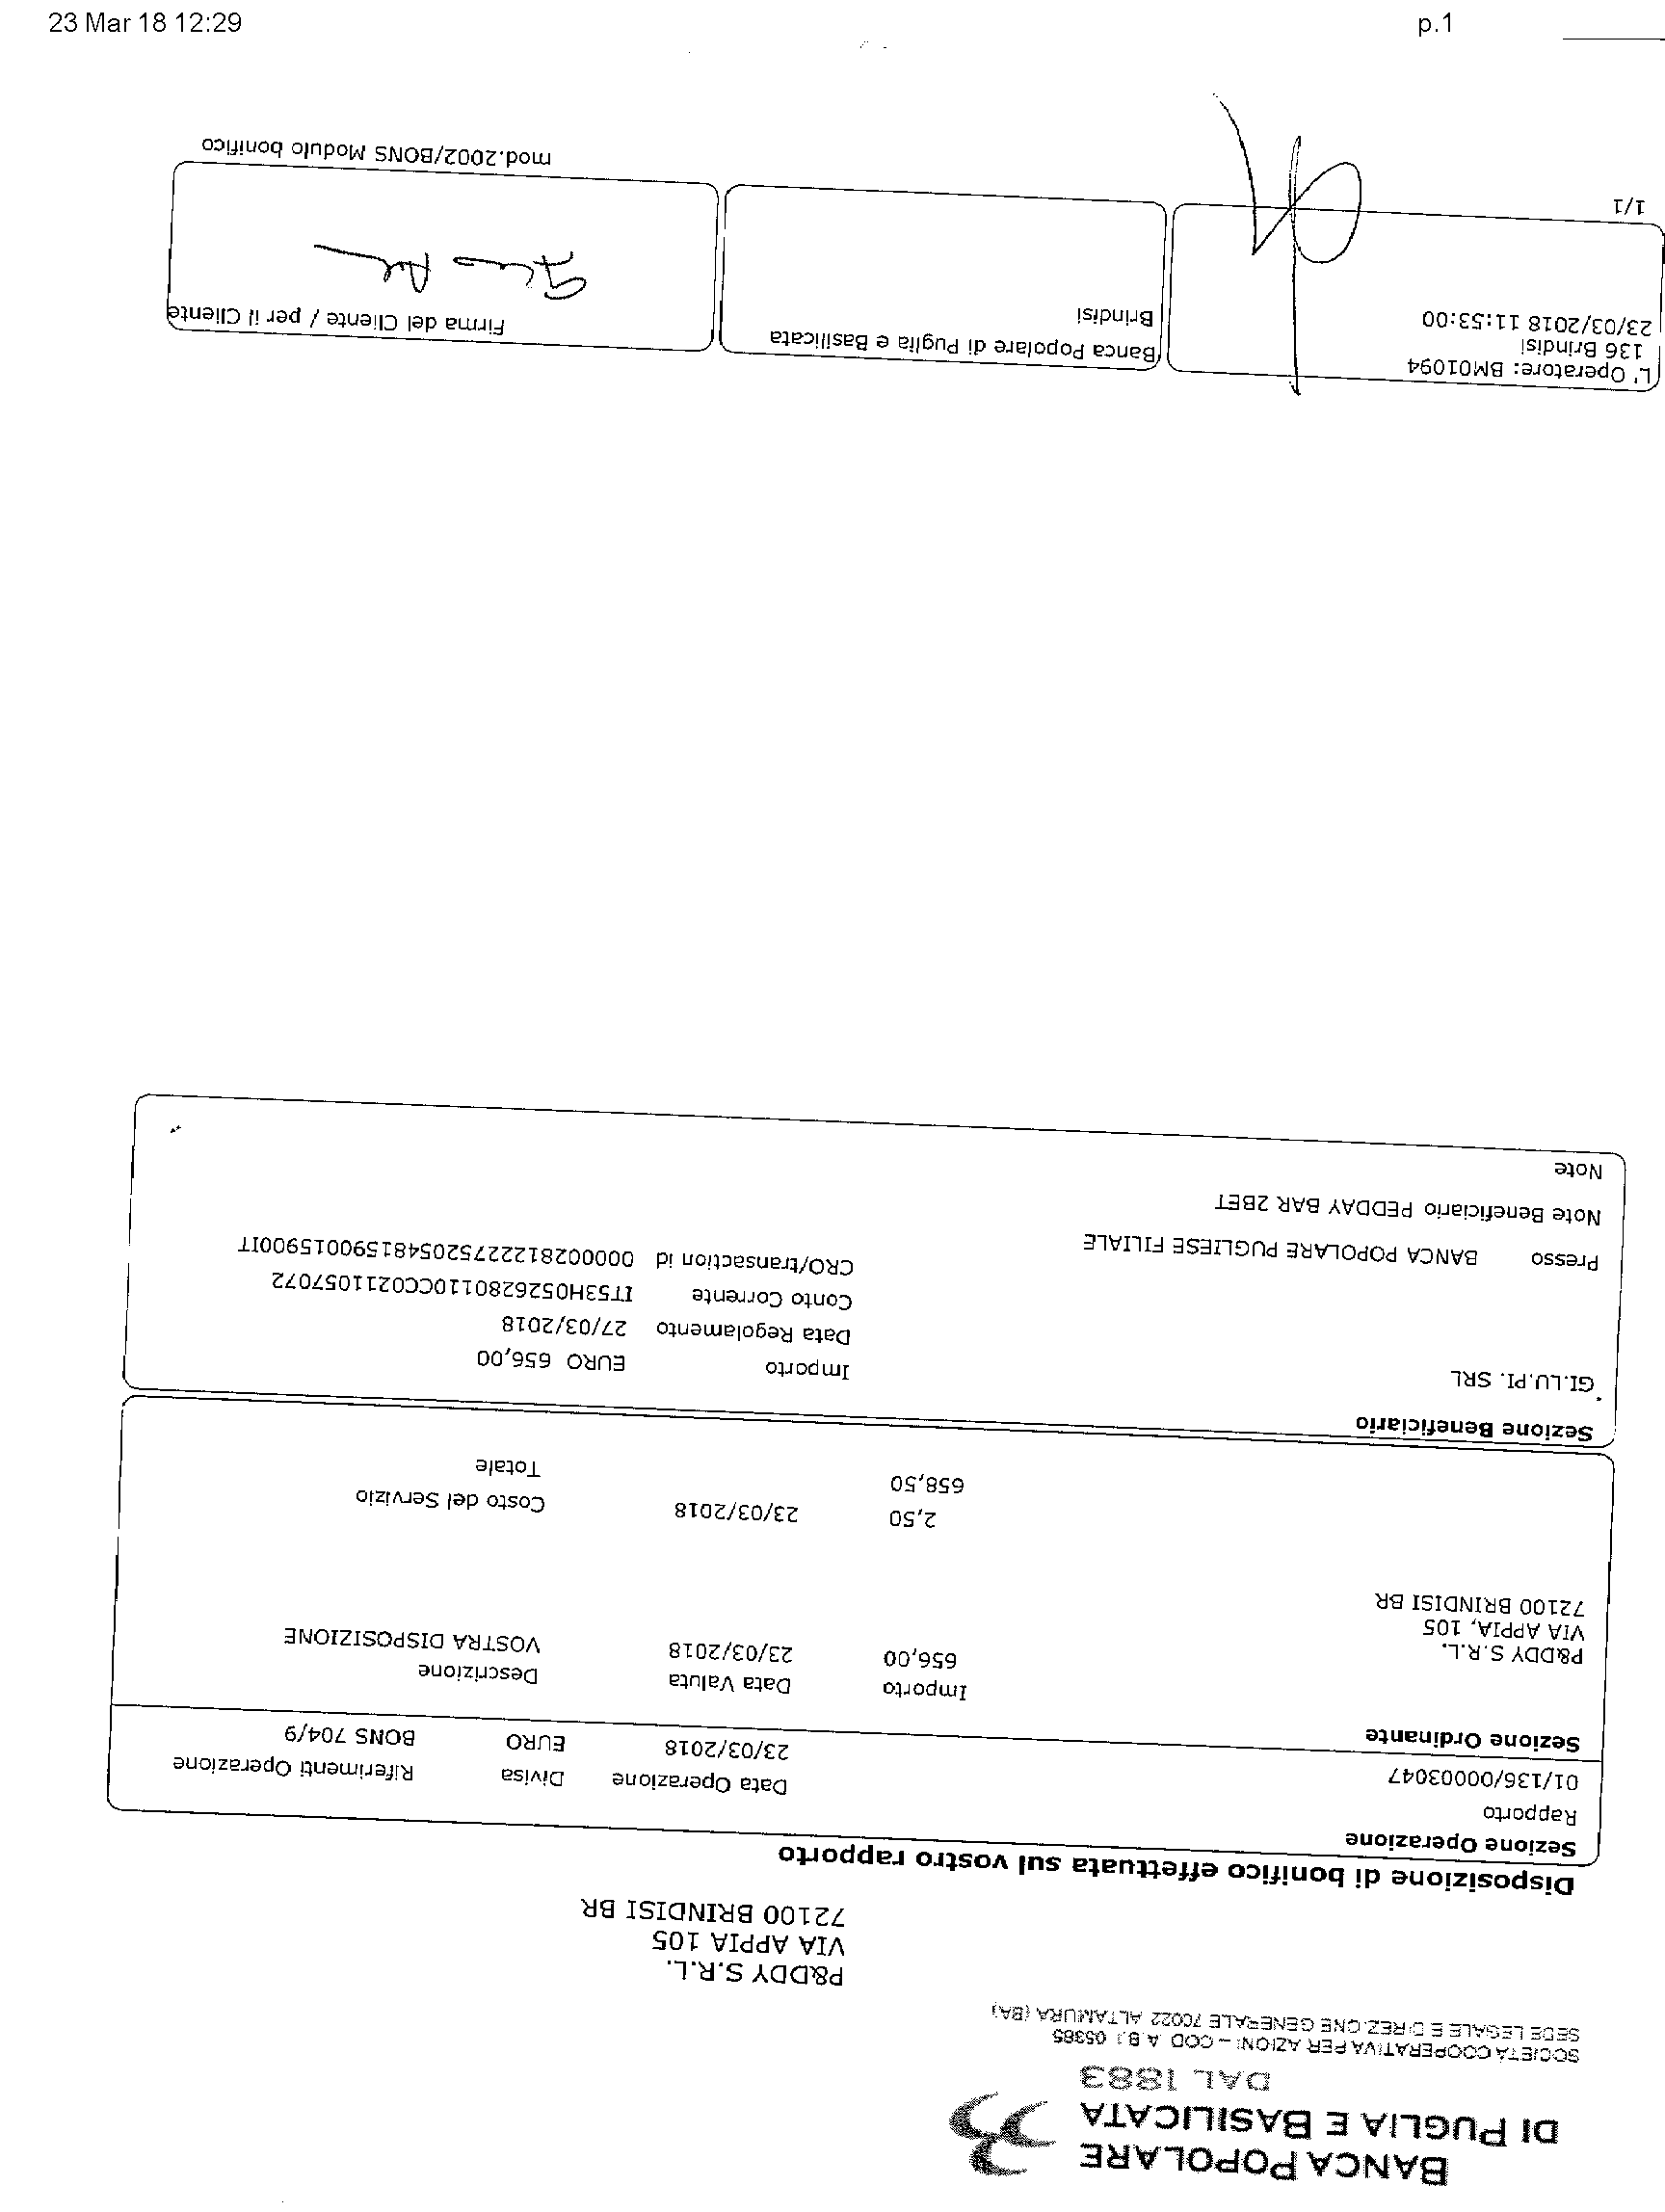 23 Mar 18 12:29
p.1
BANCA POPOLARE
DI PUGLIA E BASILICATA
DAL 1883
SOCIETÀ COOPERATIVA PER AZIONI – COD. A.B.I. 05385
SEDE LEGALE E DIREZIONE GENERALE 70022 ALTAMURA (BA)
P&DDY S.R.L.
VIA APPIA 105
72100 BRINDISI BR
Disposizione di bonifico effettuata sul vostro rapporto
Sezione Operazione
Rapporto Data Operazione Divisa Riferimenti Operazione
01/136/00003047 23/03/2018 EURO BONS 704/9
Sezione Ordinante
Importo Data Valuta Descrizione
P&DDY S.R.L. 656,00 23/03/2018 VOSTRA DISPOSIZIONE
VIA APPIA, 105
72100 BRINDISI BR
2,50 23/03/2018 Costo del Servizio
658,50 Totale
Sezione Beneficiario
GI.LU.PI. SRL Importo EURO 656,00
Data Regolamento 27/03/2018
Conto Corrente IT53H0526280110CC0211057072
Presso BANCA POPOLARE PUGLIESE FILIALE CRO/transaction id 0000028122275205481590015900IT
Note Beneficiario PEDDAY BAR 2BET
Note
L' Operatore: BM01094
136 Brindisi
23/03/2018 11:53:00
Banca Popolare di Puglia e Basilicata
Brindisi
Firma del Cliente / per il Cliente
1/1
mod.2002/BONS Modulo bonifico